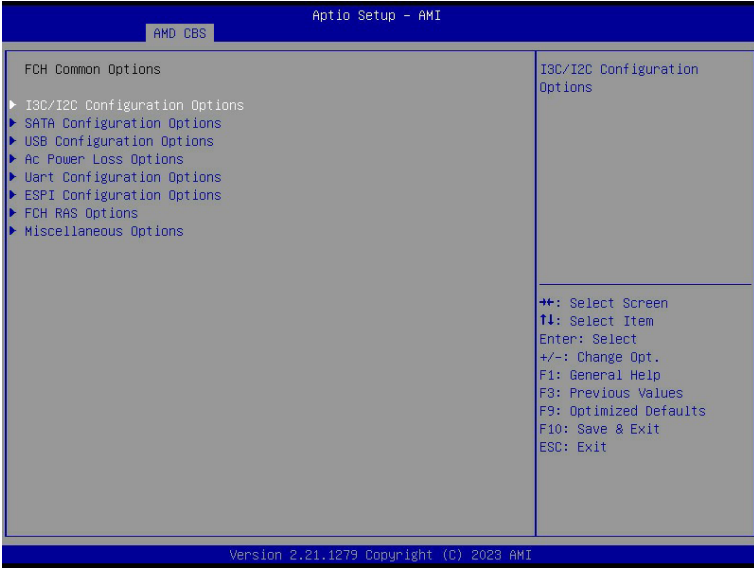 Aptio Setup – AMI
AMD CBS
FCH Common Options
▶ I3C/I2C Configuration Options
▶ SATA Configuration Options
▶ USB Configuration Options
▶ Ac Power Loss Options
▶ Uart Configuration Options
▶ ESPI Configuration Options
▶ FCH RAS Options
▶ Miscellaneous Options
I3C/I2C Configuration
Options
→←: Select Screen
↑↓: Select Item
Enter: Select
+/-: Change Opt.
F1: General Help
F3: Previous Values
F9: Optimized Defaults
F10: Save & Exit
ESC: Exit
Version 2.21.1279 Copyright (C) 2023 AMI